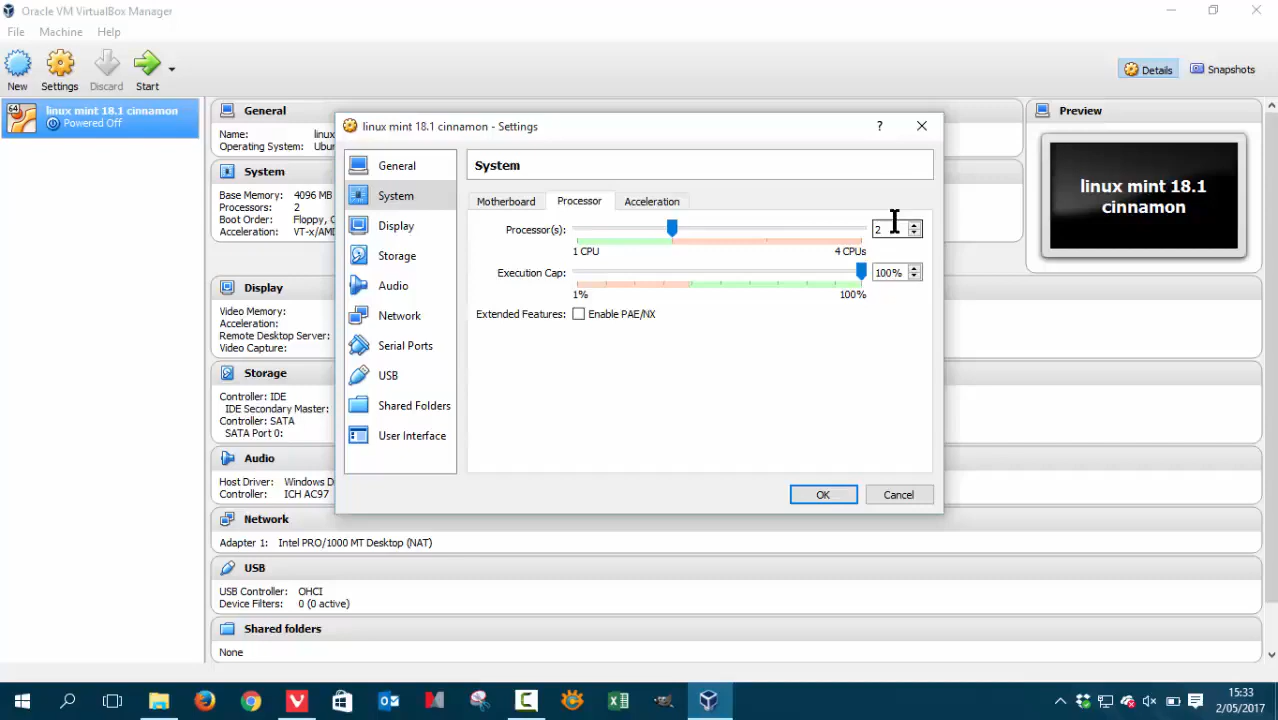 Oracle VM VirtualBox Manager
File Machine Help
New Settings Discard Start
Details Snapshots
64 linux mint 18.1 cinnamon
Powered Off
General
Name: linux
Operating System: Ubun
System
Base Memory: 4096 MB
Processors: 2
Boot Order: Floppy, C
Acceleration: VT-x/AMD
Display
Video Memory:
Acceleration:
Remote Desktop Server:
Video Capture:
Storage
Controller: IDE
IDE Secondary Master:
Controller: SATA
SATA Port 0:
Audio
Host Driver: Windows D
Controller: ICH AC97
Network
Adapter 1: Intel PRO/1000 MT Desktop (NAT)
USB
USB Controller: OHCI
Device Filters: 0 (0 active)
Shared folders
None
Preview
linux mint 18.1
cinnamon
linux mint 18.1 cinnamon - Settings
?
General
System
Display
Storage
Audio
Network
Serial Ports
USB
Shared Folders
User Interface
System
Motherboard Processor Acceleration
Processor(s): 2
1 CPU 4 CPUs
Execution Cap: 100%
1% 100%
Extended Features: Enable PAE/NX
OK Cancel
15:33
2/05/2017